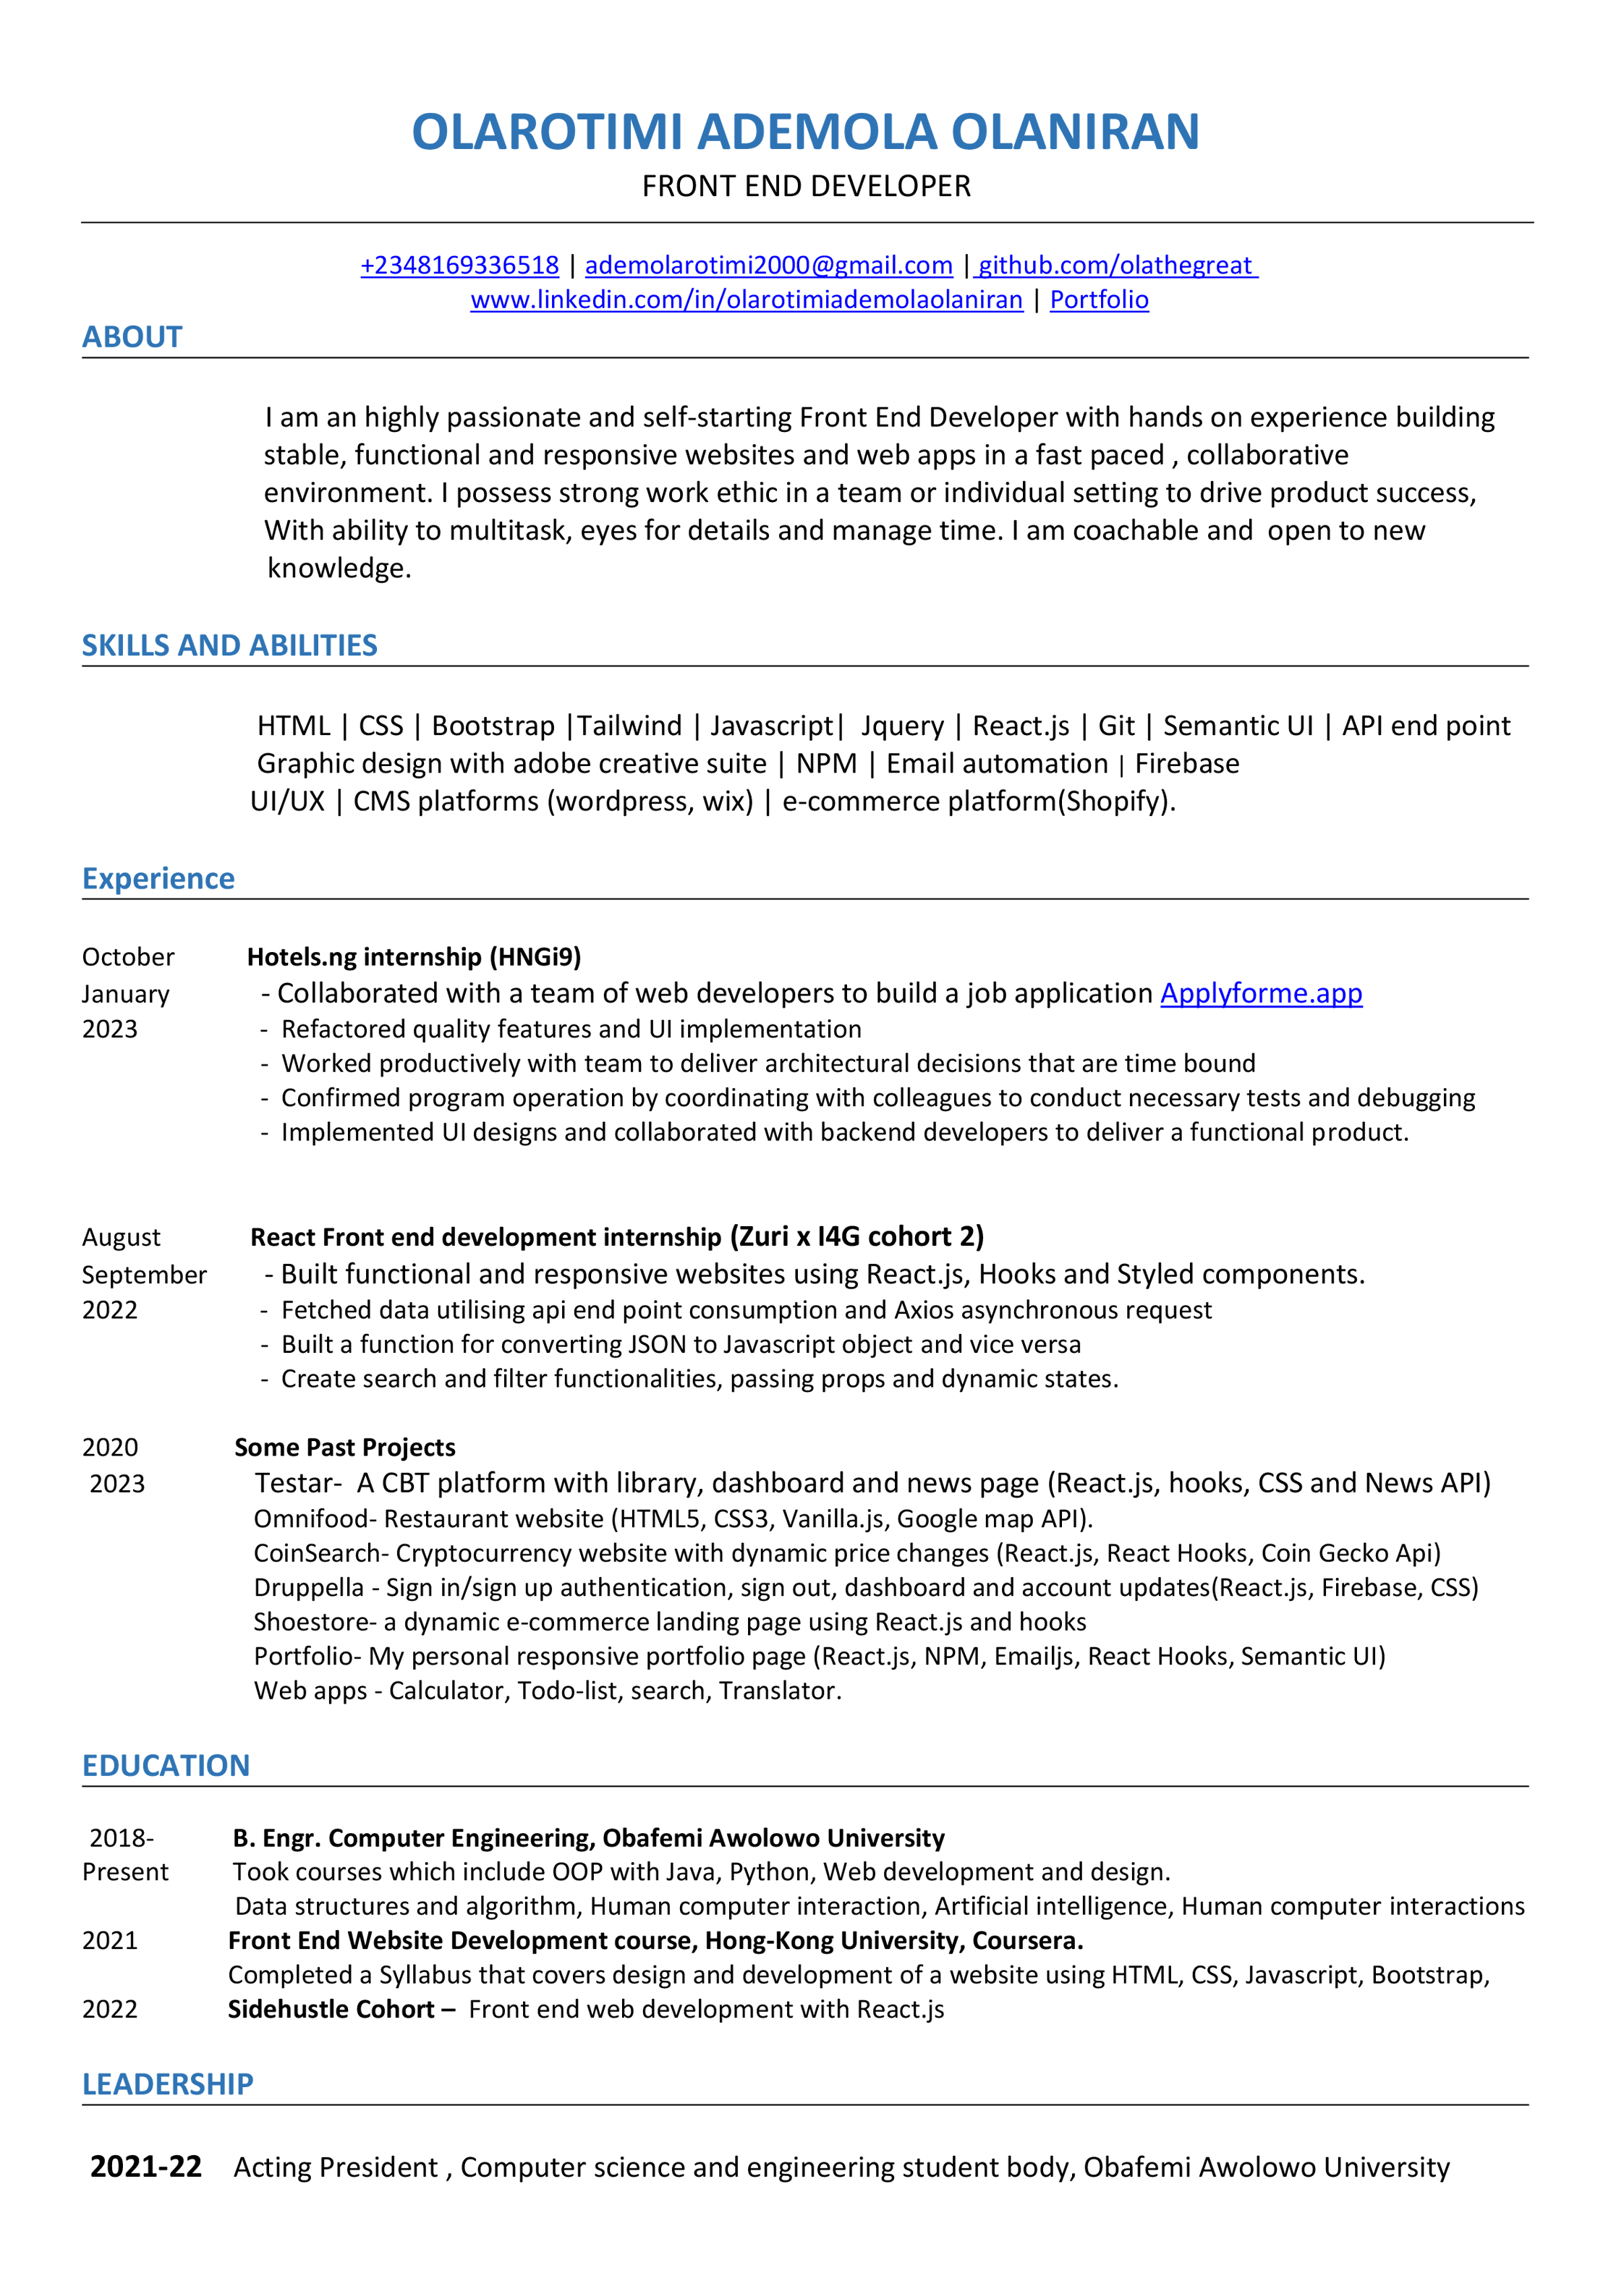 OLAROTIMI ADEMOLA OLANIRAN
FRONT END DEVELOPER
+2348169336518 | ademolarotimi2000@gmail.com | github.com/olathegreat
www.linkedin.com/in/olarotimiademolaolaniran | Portfolio
ABOUT
I am an highly passionate and self-starting Front End Developer with hands on experience building
stable, functional and responsive websites and web apps in a fast paced , collaborative
environment. I possess strong work ethic in a team or individual setting to drive product success,
With ability to multitask, eyes for details and manage time. I am coachable and  open to new
knowledge.
SKILLS AND ABILITIES
HTML | CSS | Bootstrap |Tailwind | Javascript|  Jquery | React.js | Git | Semantic UI | API end point
Graphic design with adobe creative suite | NPM | Email automation | Firebase
UI/UX | CMS platforms (wordpress, wix) | e-commerce platform(Shopify).
Experience
October Hotels.ng internship (HNGi9)
January - Collaborated with a team of web developers to build a job application Applyforme.app
2023 - Refactored quality features and UI implementation
- Worked productively with team to deliver architectural decisions that are time bound
- Confirmed program operation by coordinating with colleagues to conduct necessary tests and debugging
- Implemented UI designs and collaborated with backend developers to deliver a functional product.
August React Front end development internship (Zuri x I4G cohort 2)
September - Built functional and responsive websites using React.js, Hooks and Styled components.
2022 - Fetched data utilising api end point consumption and Axios asynchronous request
- Built a function for converting JSON to Javascript object and vice versa
- Create search and filter functionalities, passing props and dynamic states.
2020 Some Past Projects
2023 Testar-  A CBT platform with library, dashboard and news page (React.js, hooks, CSS and News API)
Omnifood- Restaurant website (HTML5, CSS3, Vanilla.js, Google map API).
CoinSearch- Cryptocurrency website with dynamic price changes (React.js, React Hooks, Coin Gecko Api)
Druppella - Sign in/sign up authentication, sign out, dashboard and account updates(React.js, Firebase, CSS)
Shoestore- a dynamic e-commerce landing page using React.js and hooks
Portfolio- My personal responsive portfolio page (React.js, NPM, Emailjs, React Hooks, Semantic UI)
Web apps - Calculator, Todo-list, search, Translator.
EDUCATION
2018- B. Engr. Computer Engineering, Obafemi Awolowo University
Present Took courses which include OOP with Java, Python, Web development and design.
Data structures and algorithm, Human computer interaction, Artificial intelligence, Human computer interactions
2021 Front End Website Development course, Hong-Kong University, Coursera.
Completed a Syllabus that covers design and development of a website using HTML, CSS, Javascript, Bootstrap,
2022 Sidehustle Cohort –  Front end web development with React.js
LEADERSHIP
2021-22 Acting President , Computer science and engineering student body, Obafemi Awolowo University